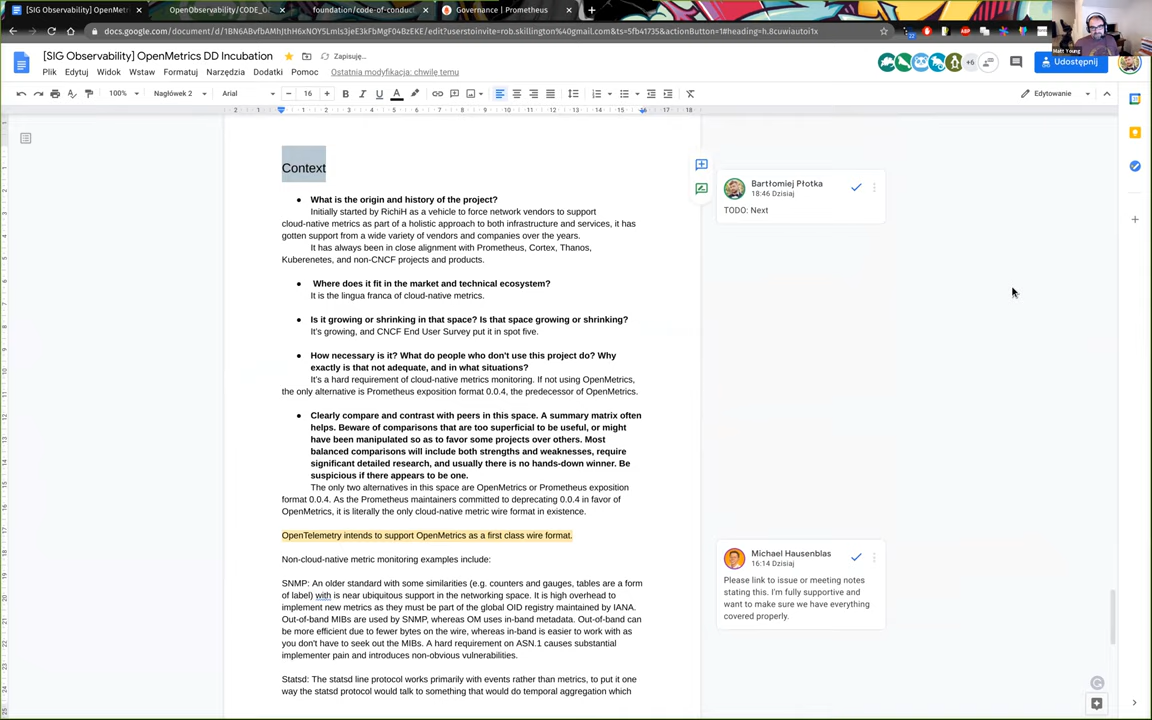 [SIG Observability] OpenMetr
OpenObservability/CODE_OF
foundation/code-of-conduct
Governance | Prometheus
[SIG Observability] OpenMetrics DD Incubation
Zapisuję...
Plik Edytuj Widok Wstaw Formatuj Narzędzia Dodatki Pomoc Ostatnia modyfikacja: chwilę temu
+6
Udostępnij
Matt Young
100% Nagłówek 2 Arial 16 Edytowanie
Context
What is the origin and history of the project?
Initially started by RichiH as a vehicle to force network vendors to support
cloud-native metrics as part of a holistic approach to both infrastructure and services, it has
gotten support from a wide variety of vendors and companies over the years.
It has always been in close alignment with Prometheus, Cortex, Thanos,
Kuberenetes, and non-CNCF projects and products.
Where does it fit in the market and technical ecosystem?
It is the lingua franca of cloud-native metrics.
Is it growing or shrinking in that space? Is that space growing or shrinking?
It's growing, and CNCF End User Survey put it in spot five.
How necessary is it? What do people who don't use this project do? Why
exactly is that not adequate, and in what situations?
It's a hard requirement of cloud-native metrics monitoring. If not using OpenMetrics,
the only alternative is Prometheus exposition format 0.0.4, the predecessor of OpenMetrics.
Clearly compare and contrast with peers in this space. A summary matrix often
helps. Beware of comparisons that are too superficial to be useful, or might
have been manipulated so as to favor some projects over others. Most
balanced comparisons will include both strengths and weaknesses, require
significant detailed research, and usually there is no hands-down winner. Be
suspicious if there appears to be one.
The only two alternatives in this space are OpenMetrics or Prometheus exposition
format 0.0.4. As the Prometheus maintainers committed to deprecating 0.0.4 in favor of
OpenMetrics, it is literally the only cloud-native metric wire format in existence.
OpenTelemetry intends to support OpenMetrics as a first class wire format.
Non-cloud-native metric monitoring examples include:
SNMP: An older standard with some similarities (e.g. counters and gauges, tables are a form
of label) with is near ubiquitous support in the networking space. It is high overhead to
implement new metrics as they must be part of the global OID registry maintained by IANA.
Out-of-band MIBs are used by SNMP, whereas OM uses in-band metadata. Out-of-band can
be more efficient due to fewer bytes on the wire, whereas in-band is easier to work with as
you don't have to seek out the MIBs. A hard requirement on ASN.1 causes substantial
implementer pain and introduces non-obvious vulnerabilities.
Statsd: The statsd line protocol works primarily with events rather than metrics, to put it one
way the statsd protocol would talk to something that would do temporal aggregation which
Bartłomiej Płotka
18:46 Dzisiaj
TODO: Next
Michael Hausenblas
16:14 Dzisiaj
Please link to issue or meeting notes
stating this. I'm fully supportive and
want to make sure we have everything
covered properly.